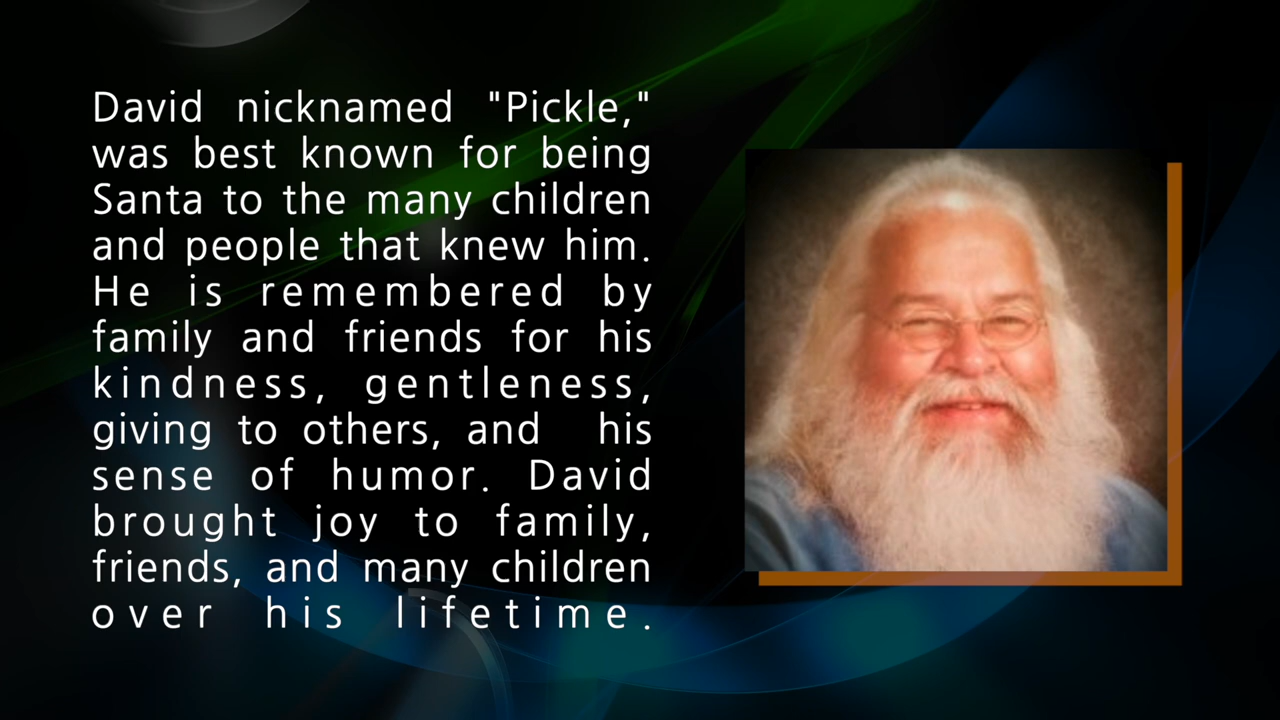 David nicknamed "Pickle,"
was best known for being
Santa to the many children
and people that knew him.
He is remembered by
family and friends for his
kindness, gentleness,
giving to others, and his
sense of humor. David
brought joy to family,
friends, and many children
over his lifetime.